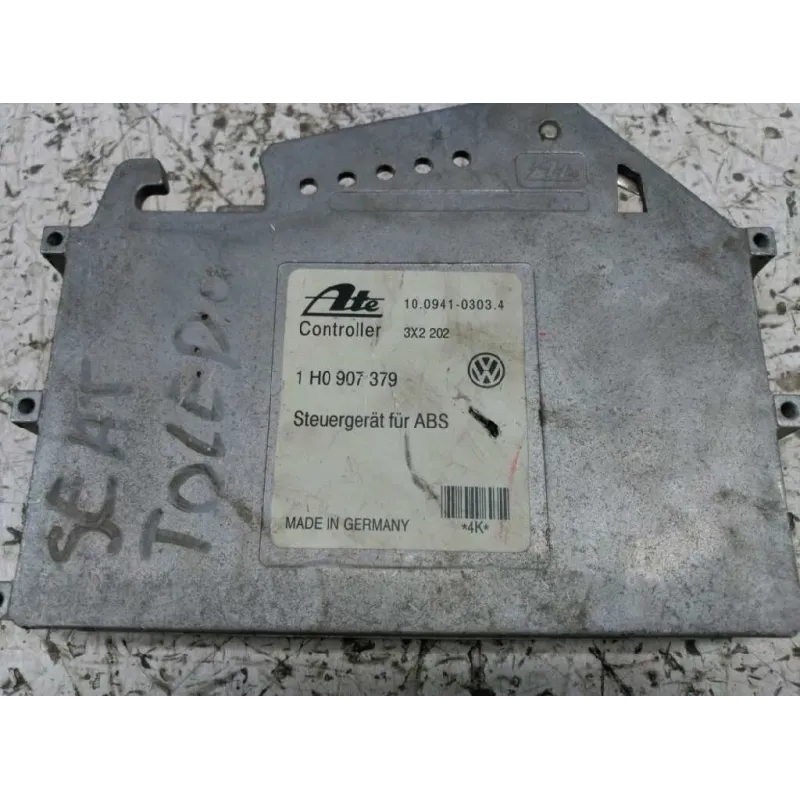 Ate
Ate 10.0941-0303.4
Controller 3X2 202
1 H0 907 379
Steuergerät für ABS
MADE IN GERMANY *4K*
SEAT
TOLEDO